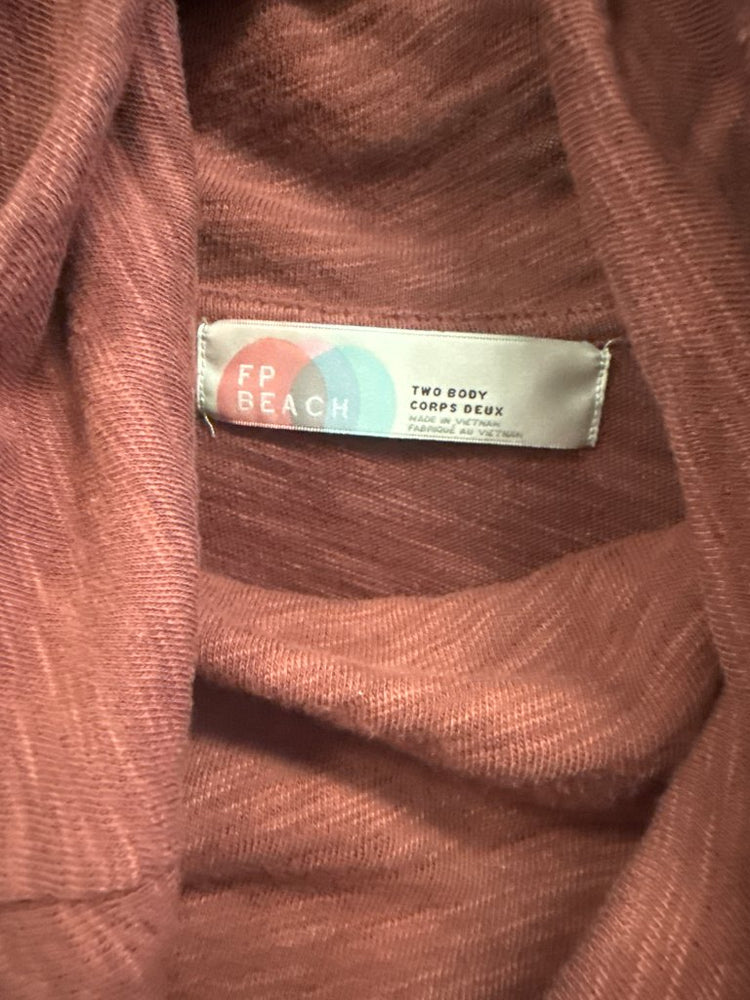 FP
BEACH
TWO BODY
CORPS DEUX
MADE IN VIETNAM
FABRIQUÉ AU VIETNAM